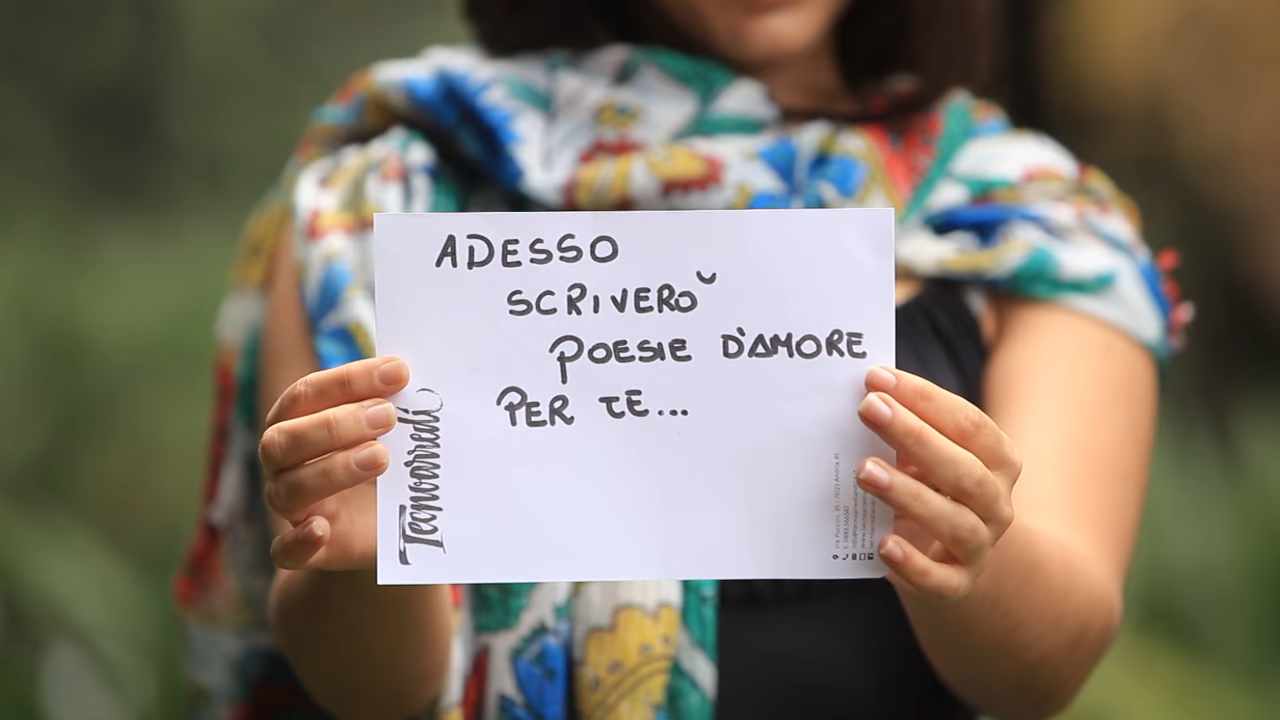 ADESSO
SCRIVERÒ
POESIE D'AMORE
PER TE...
Tecnoarredi